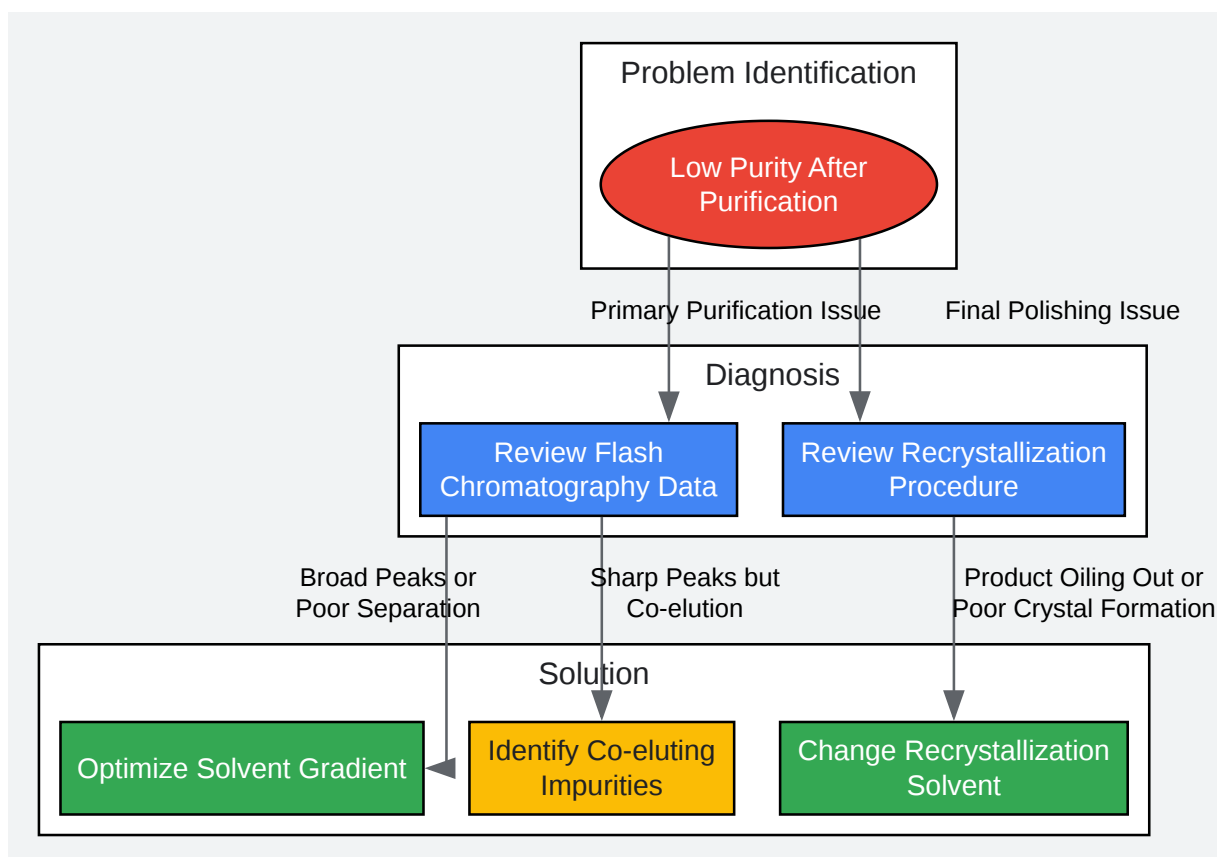 Problem Identification
Low Purity After
Purification
Primary Purification Issue
Final Polishing Issue
Diagnosis
Review Flash
Chromatography Data
Review Recrystallization
Procedure
Broad Peaks or
Poor Separation
Sharp Peaks but
Co-elution
Product Oiling Out or
Poor Crystal Formation
Solution
Optimize Solvent Gradient
Identify Co-eluting
Impurities
Change Recrystallization
Solvent